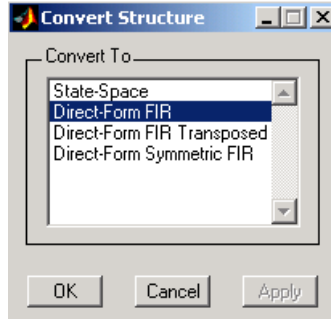 Convert Structure
Convert To
State-Space
Direct-Form FIR
Direct-Form FIR Transposed
Direct-Form Symmetric FIR
OK Cancel Apply